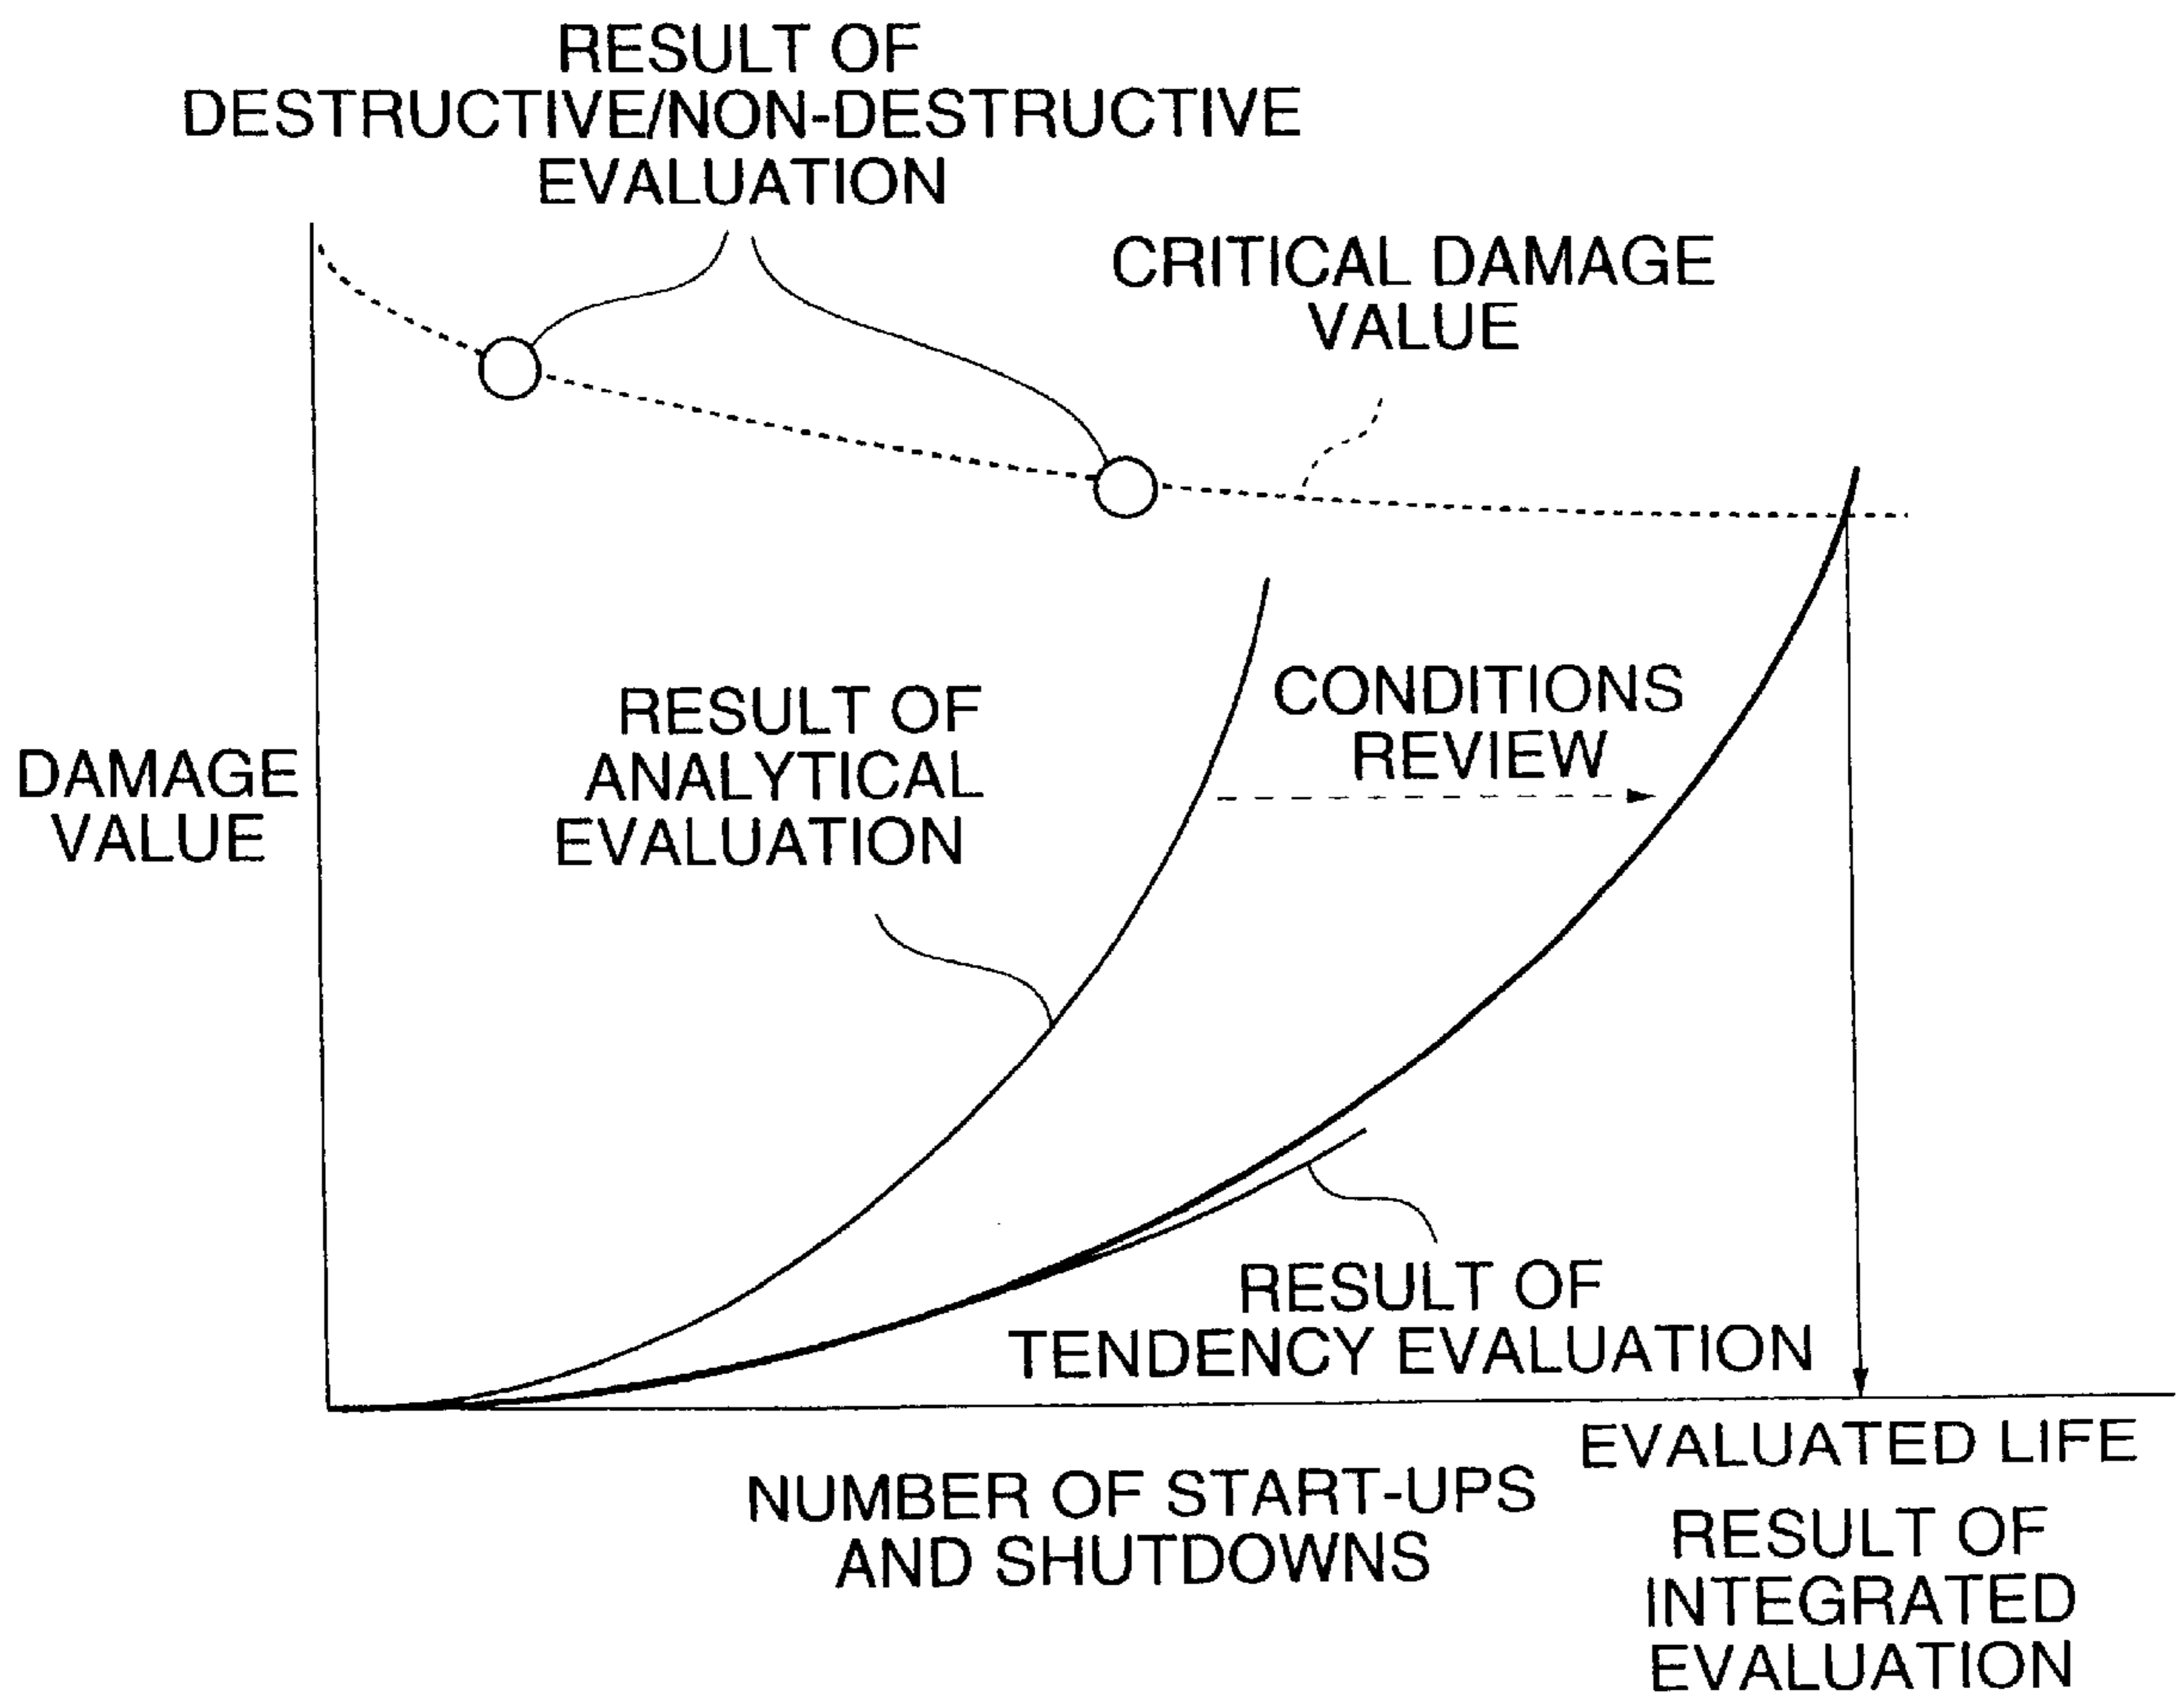 RESULT OF
DESTRUCTIVE/NON-DESTRUCTIVE
EVALUATION
CRITICAL DAMAGE
VALUE
RESULT OF
ANALYTICAL
EVALUATION
CONDITIONS
REVIEW
DAMAGE
VALUE
RESULT OF
TENDENCY EVALUATION
EVALUATED LIFE
NUMBER OF START-UPS
AND SHUTDOWNS
RESULT OF
INTEGRATED
EVALUATION